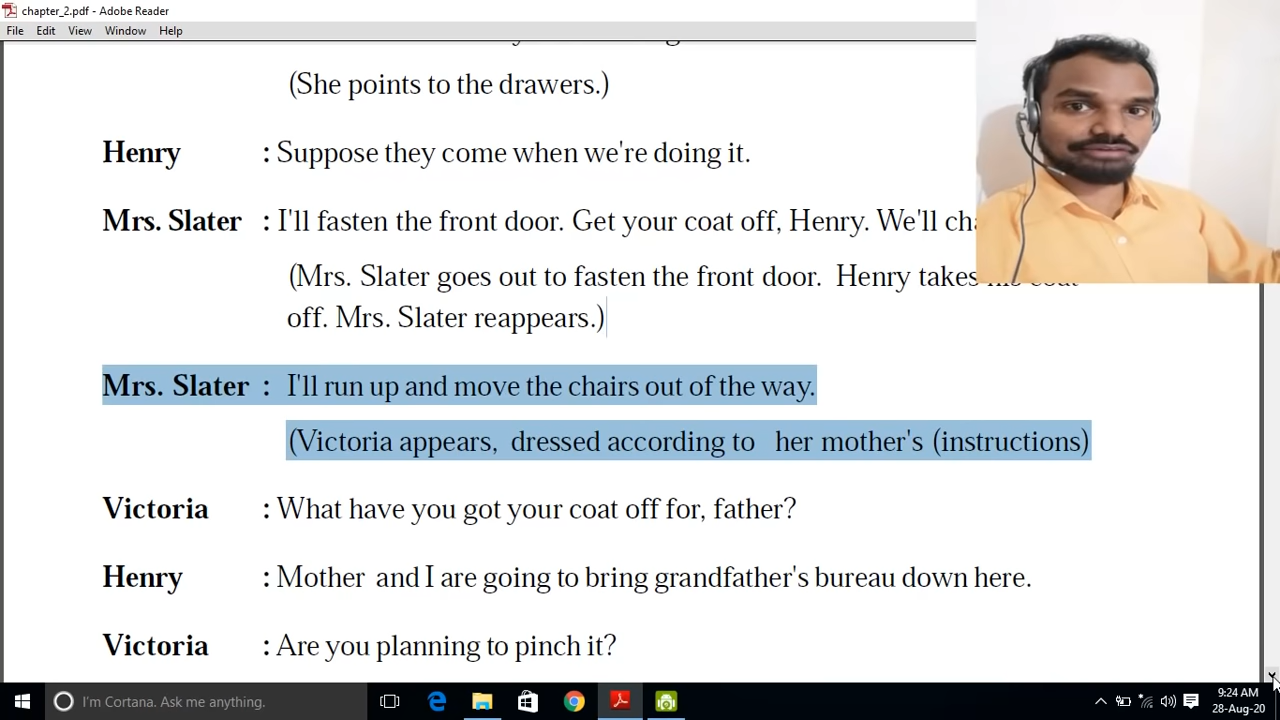 chapter_2.pdf - Adobe Reader
File Edit View Window Help
(She points to the drawers.)
Henry : Suppose they come when we're doing it.
Mrs. Slater : I'll fasten the front door. Get your coat off, Henry. We'll
(Mrs. Slater goes out to fasten the front door. Henry takes his coat
off. Mrs. Slater reappears.)
Mrs. Slater : I'll run up and move the chairs out of the way.
(Victoria appears, dressed according to her mother's (instructions)
Victoria : What have you got your coat off for, father?
Henry : Mother and I are going to bring grandfather's bureau down here.
Victoria : Are you planning to pinch it?
I'm Cortana. Ask me anything.
9:24 AM
28-Aug-20